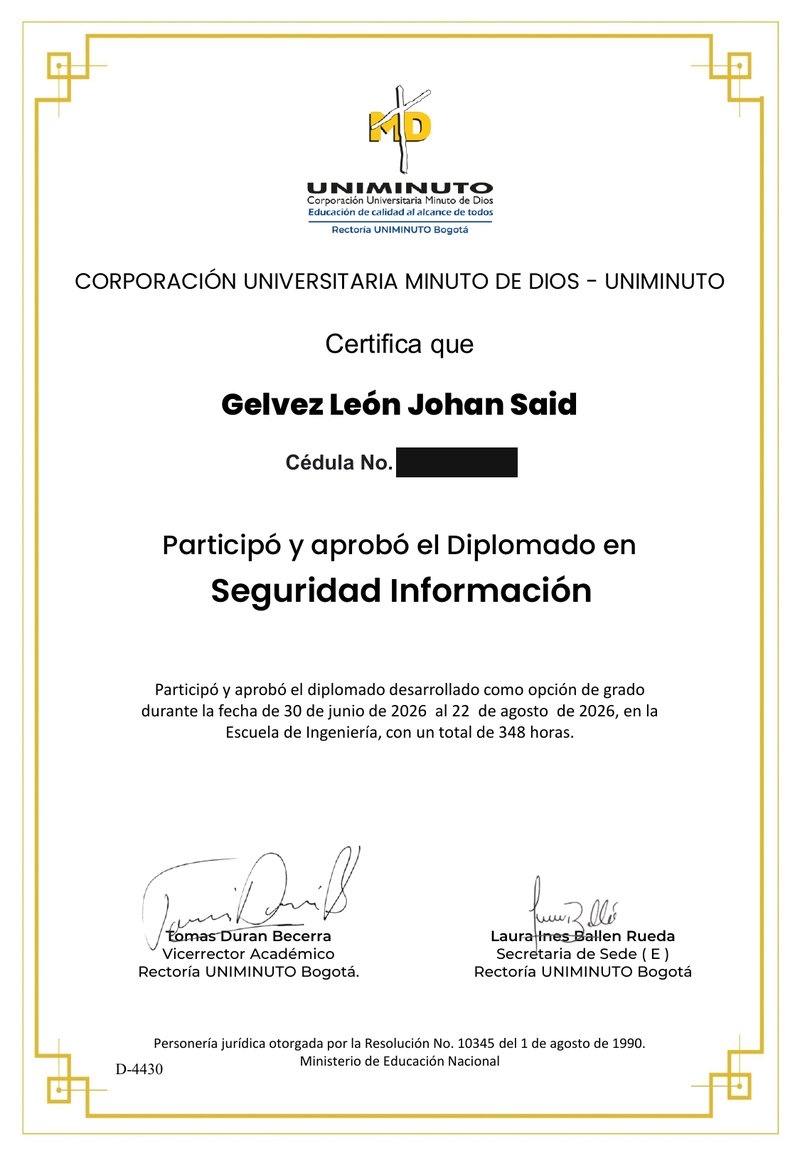 MD
UNIMINUTO
Corporación Universitaria Minuto de Dios
Educación de calidad al alcance de todos
Rectoría UNIMINUTO Bogotá
CORPORACIÓN UNIVERSITARIA MINUTO DE DIOS - UNIMINUTO
Certifica que
Gelvez León Johan Said
Cédula No.
Participó y aprobó el Diplomado en
Seguridad Información
Participó y aprobó el diplomado desarrollado como opción de grado
durante la fecha de 30 de junio de 2026 al 22 de agosto de 2026, en la
Escuela de Ingeniería, con un total de 348 horas.
Tomas Duran Becerra
Vicerrector Académico
Rectoría UNIMINUTO Bogotá.
Laura Ines Ballen Rueda
Secretaria de Sede ( E )
Rectoría UNIMINUTO Bogotá
Personería jurídica otorgada por la Resolución No. 10345 del 1 de agosto de 1990.
Ministerio de Educación Nacional
D-4430